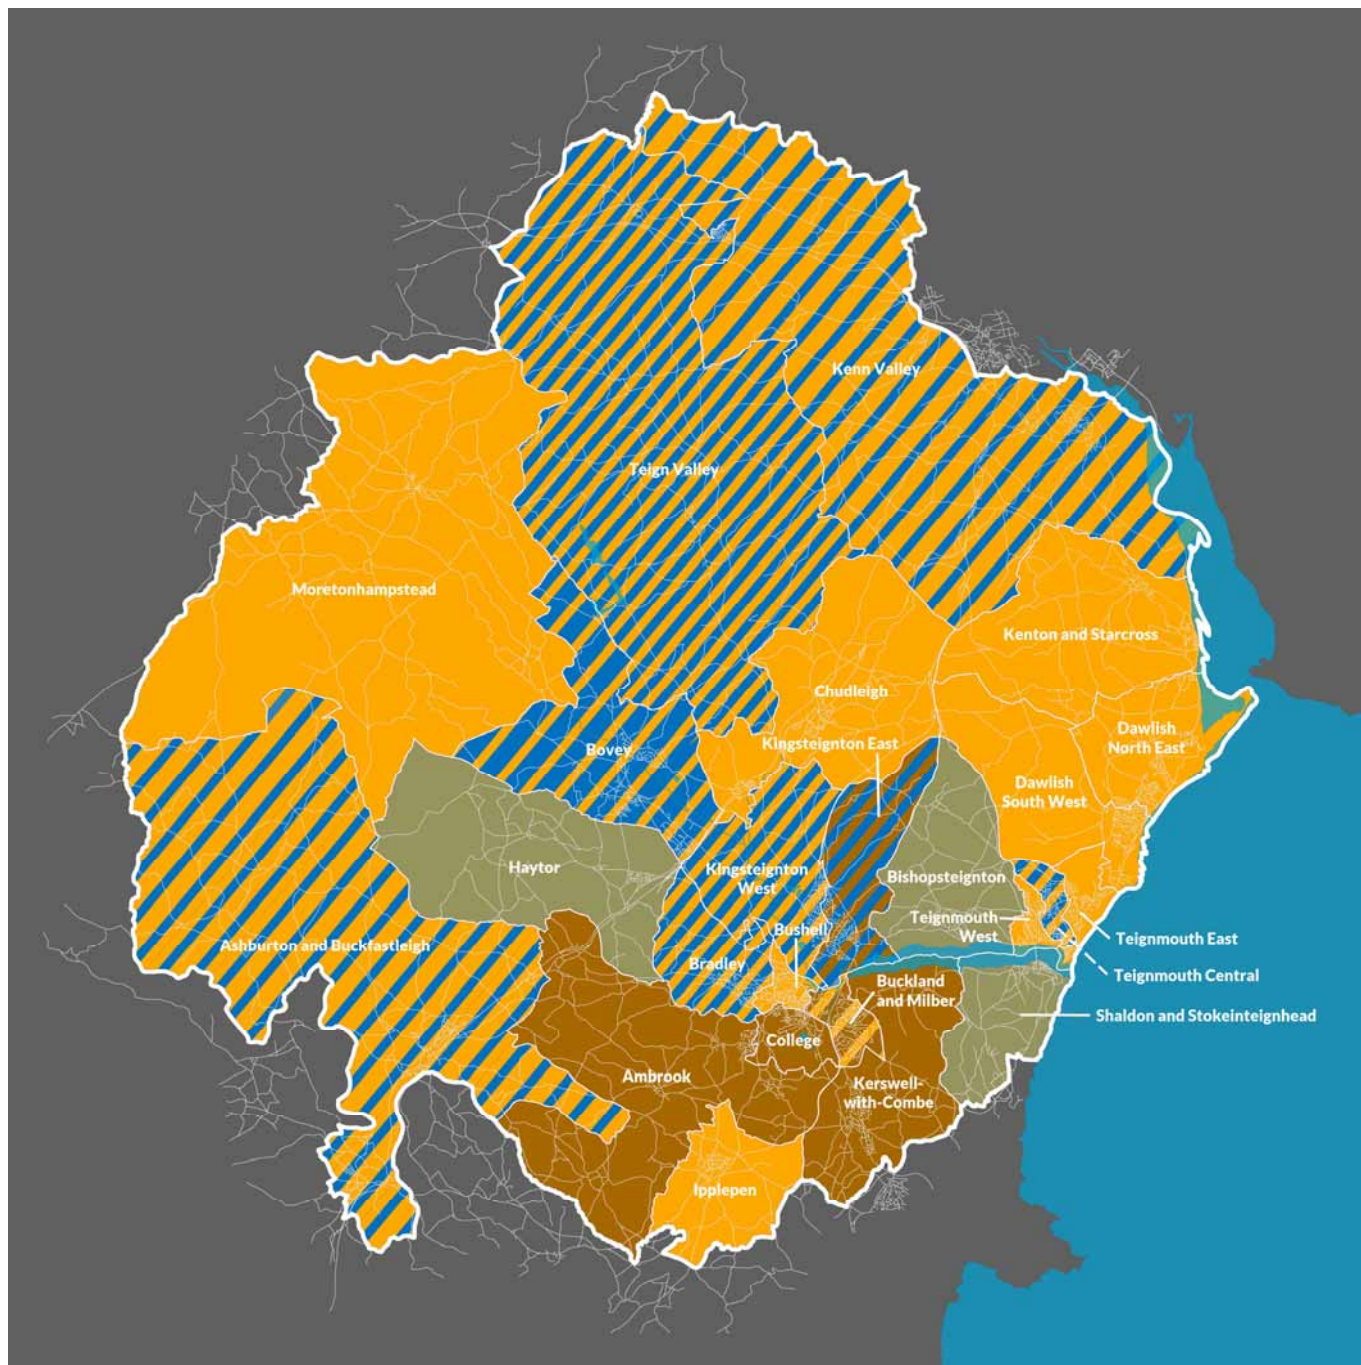 Kenn Valley
Teign Valley
Moretonhampstead
Kenton and Starcross
Chudleigh
Dawlish
North East
Kingsteignton East
Bovey
Dawlish
South West
Haytor
Kingsteignton
West
Bishopsteignton
Teignmouth
West
Bushell
Teignmouth East
Ashburton and Buckfastleigh
Bradley
Teignmouth Central
Buckland
and Milber
Shaldon and Stokeinteignhead
College
Ambrook
Kerswell-
with-Combe
Ipplepen